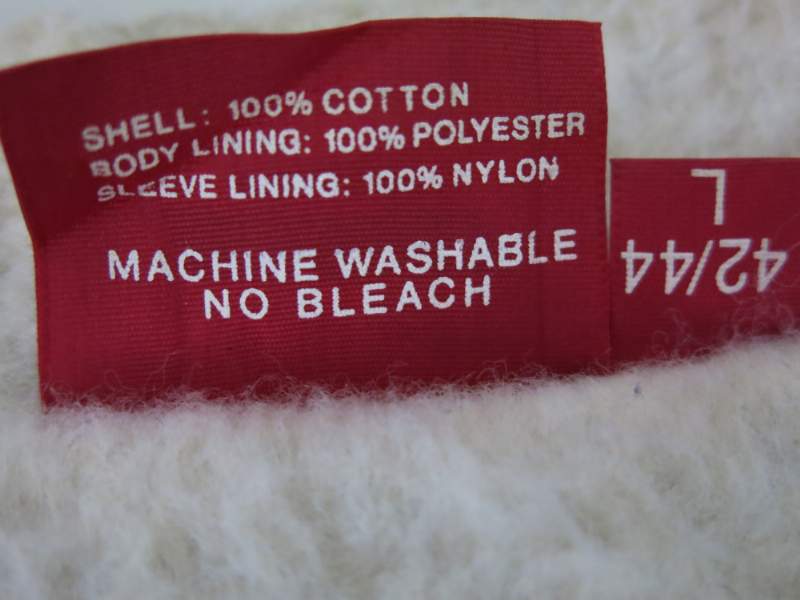 SHELL: 100% COTTON
BODY LINING: 100% POLYESTER
SLEEVE LINING: 100% NYLON
MACHINE WASHABLE
NO BLEACH
L
42/44